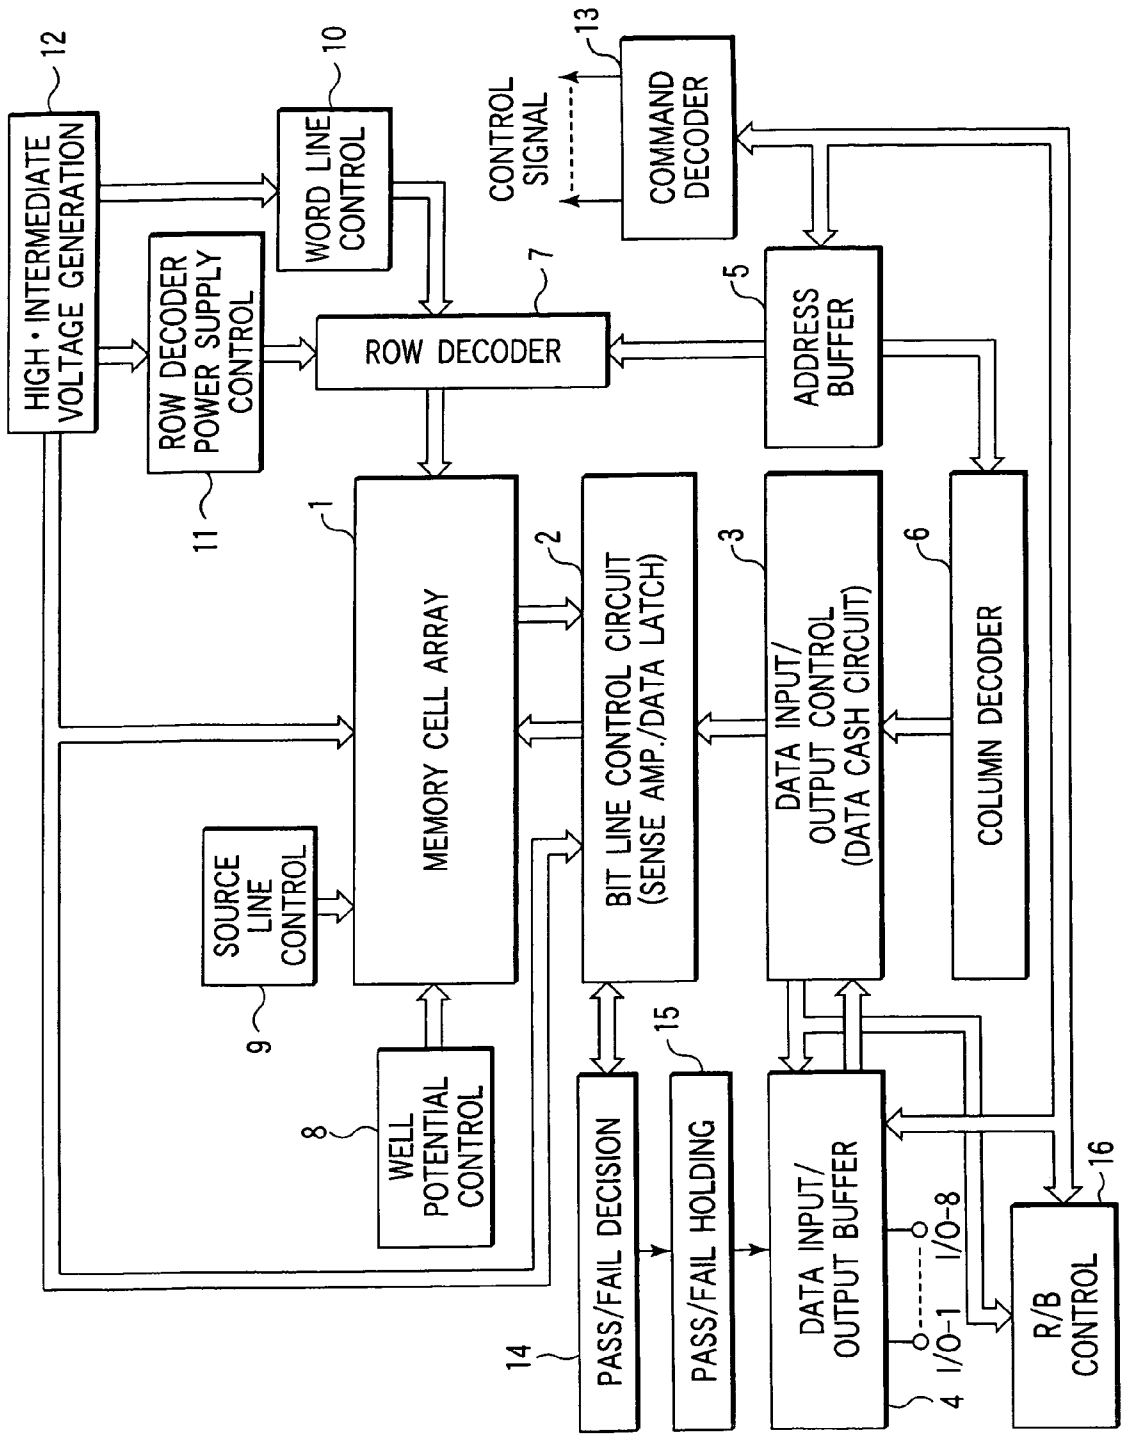 12
HIGH·INTERMEDIATE
VOLTAGE GENERATION
10
WORD LINE
CONTROL
ROW DECODER
POWER SUPPLY
CONTROL
11
CONTROL
SIGNAL
13
COMMAND
DECODER
7
ROW DECODER
5
ADDRESS
BUFFER
1
MEMORY CELL ARRAY
2
BIT LINE CONTROL CIRCUIT
(SENSE AMP./DATA LATCH)
3
DATA INPUT/
OUTPUT CONTROL
(DATA CASH CIRCUIT)
6
COLUMN DECODER
SOURCE
LINE
CONTROL
9
8
WELL
POTENTIAL
CONTROL
14
PASS/FAIL DECISION
15
PASS/FAIL HOLDING
DATA INPUT/
OUTPUT BUFFER
4
I/O-1
I/O-8
16
R/B
CONTROL